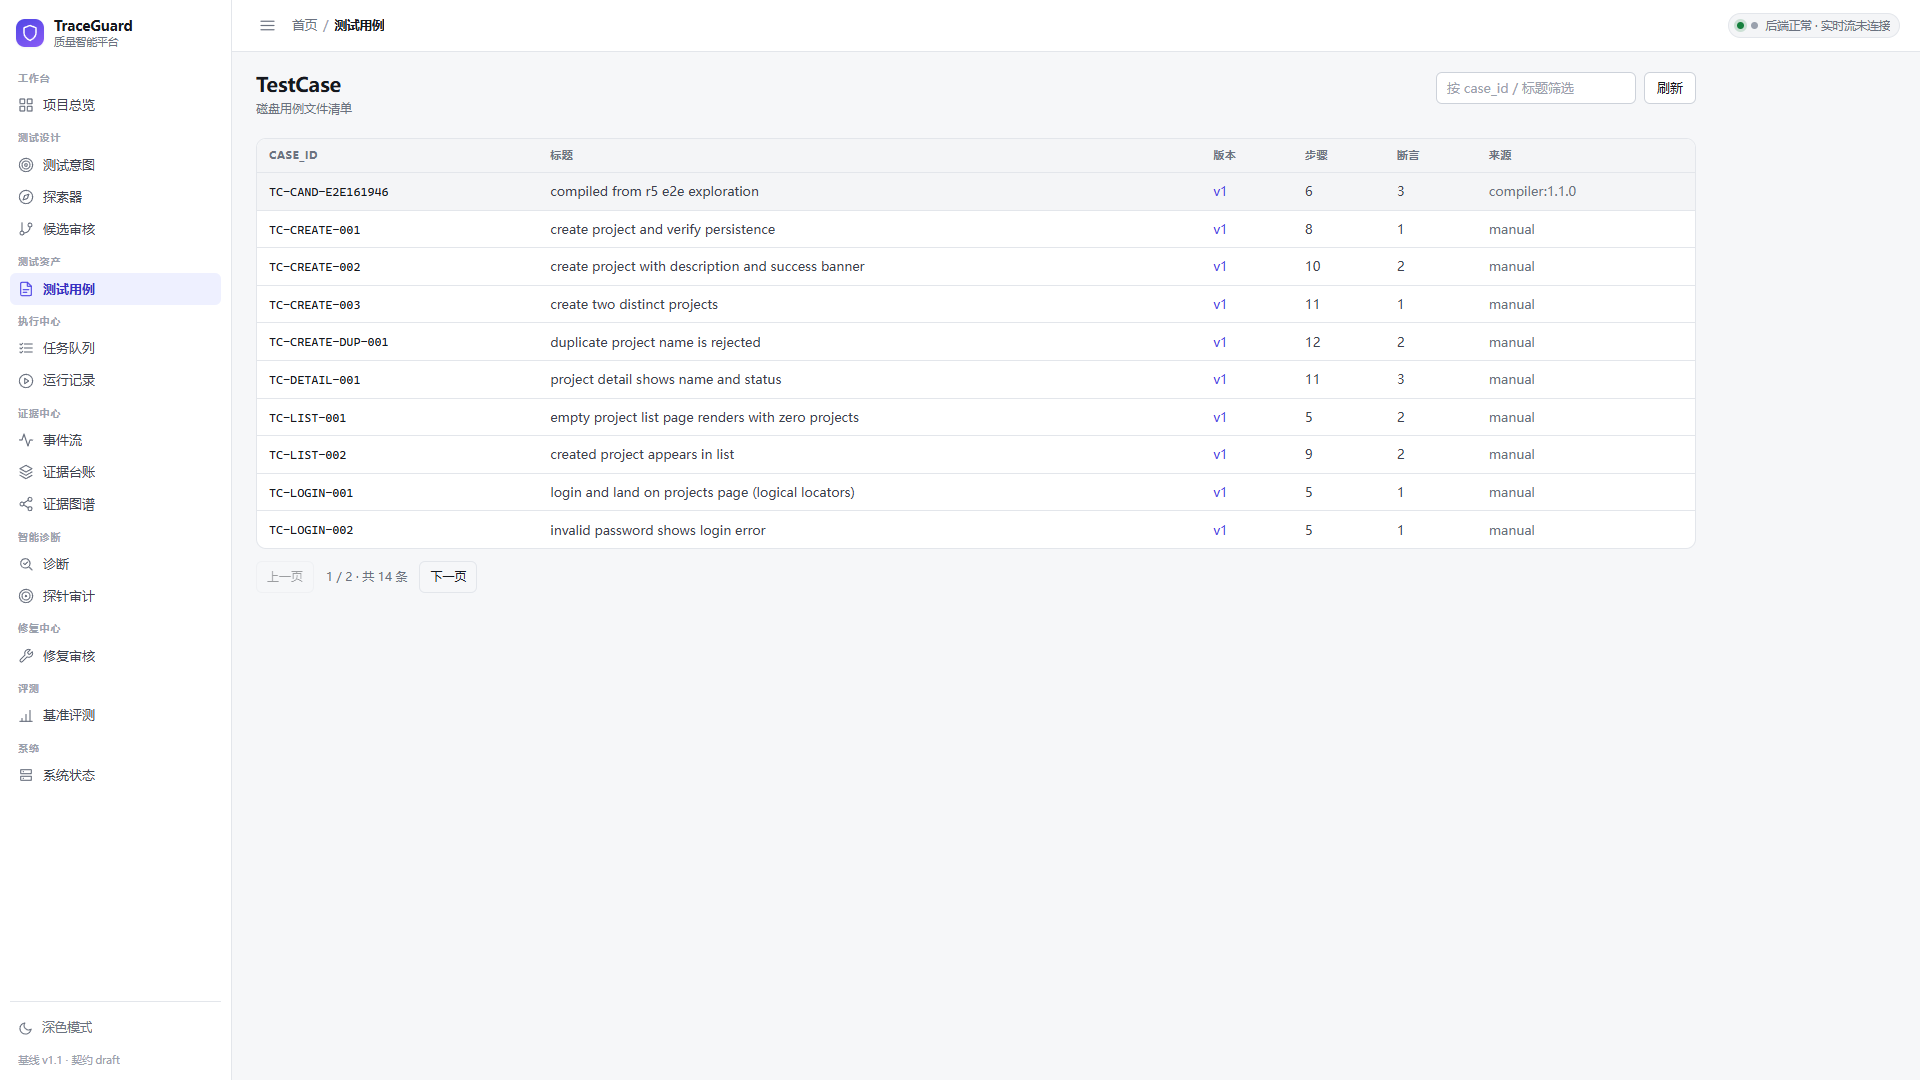 TraceGuard
质量智能平台
工作台
项目总览
测试设计
测试意图
探索器
候选审核
测试资产
测试用例
执行中心
任务队列
运行记录
证据中心
事件流
证据台账
证据图谱
智能诊断
诊断
探针审计
修复中心
修复审核
评测
基准评测
系统
系统状态
深色模式
基线 v1.1 · 契约 draft
首页 / 测试用例
后端正常 · 实时流未连接
TestCase
磁盘用例文件清单
按 case_id / 标题筛选
刷新
CASE_ID 标题 版本 步骤 断言 来源
TC-CAND-E2E161946 compiled from r5 e2e exploration v1 6 3 compiler:1.1.0
TC-CREATE-001 create project and verify persistence v1 8 1 manual
TC-CREATE-002 create project with description and success banner v1 10 2 manual
TC-CREATE-003 create two distinct projects v1 11 1 manual
TC-CREATE-DUP-001 duplicate project name is rejected v1 12 2 manual
TC-DETAIL-001 project detail shows name and status v1 11 3 manual
TC-LIST-001 empty project list page renders with zero projects v1 5 2 manual
TC-LIST-002 created project appears in list v1 9 2 manual
TC-LOGIN-001 login and land on projects page (logical locators) v1 5 1 manual
TC-LOGIN-002 invalid password shows login error v1 5 1 manual
上一页 1 / 2 · 共 14 条 下一页